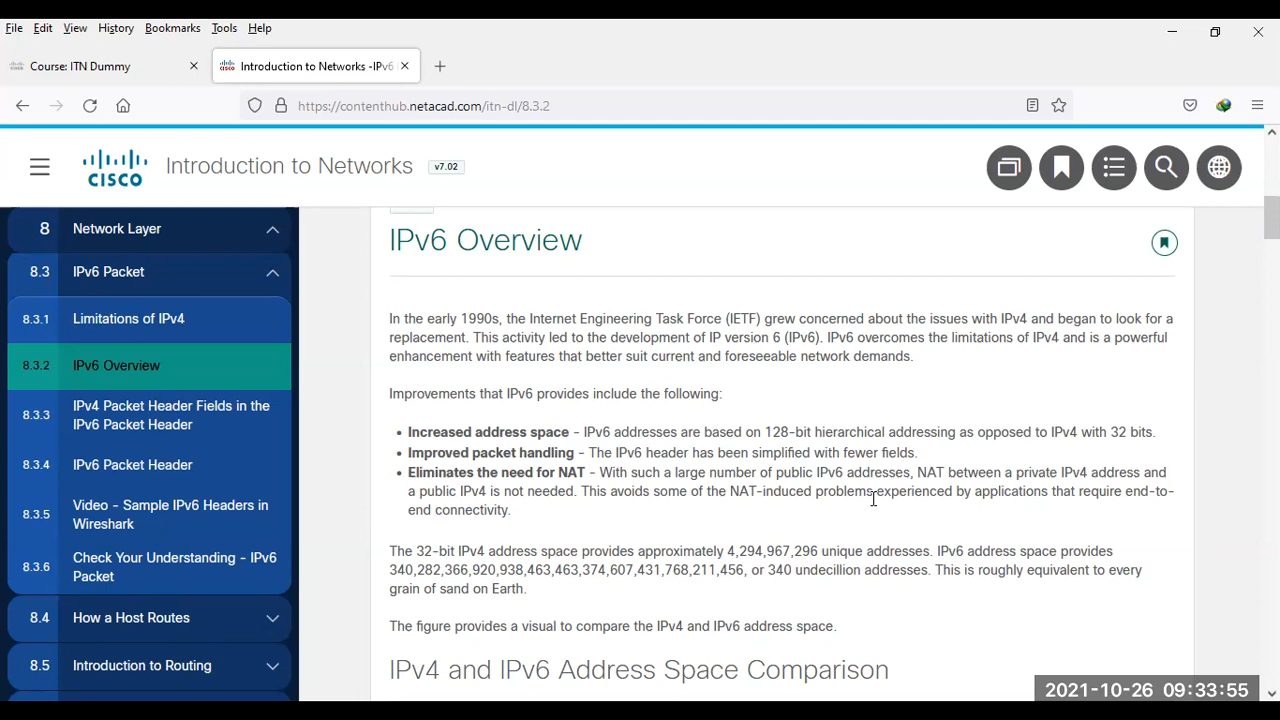 File Edit View History Bookmarks Tools Help
Course: ITN Dummy
Introduction to Networks -IPv6
https://contenthub.netacad.com/itn-dl/8.3.2
CISCO
Introduction to Networks v7.02
8 Network Layer
8.3 IPv6 Packet
8.3.1 Limitations of IPv4
8.3.2 IPv6 Overview
8.3.3 IPv4 Packet Header Fields in the
IPv6 Packet Header
8.3.4 IPv6 Packet Header
8.3.5 Video - Sample IPv6 Headers in
Wireshark
8.3.6 Check Your Understanding - IPv6
Packet
8.4 How a Host Routes
8.5 Introduction to Routing
IPv6 Overview
In the early 1990s, the Internet Engineering Task Force (IETF) grew concerned about the issues with IPv4 and began to look for a
replacement. This activity led to the development of IP version 6 (IPv6). IPv6 overcomes the limitations of IPv4 and is a powerful
enhancement with features that better suit current and foreseeable network demands.
Improvements that IPv6 provides include the following:
• Increased address space - IPv6 addresses are based on 128-bit hierarchical addressing as opposed to IPv4 with 32 bits.
• Improved packet handling - The IPv6 header has been simplified with fewer fields.
• Eliminates the need for NAT - With such a large number of public IPv6 addresses, NAT between a private IPv4 address and
a public IPv4 is not needed. This avoids some of the NAT-induced problems experienced by applications that require end-to-
end connectivity.
The 32-bit IPv4 address space provides approximately 4,294,967,296 unique addresses. IPv6 address space provides
340,282,366,920,938,463,463,374,607,431,768,211,456, or 340 undecillion addresses. This is roughly equivalent to every
grain of sand on Earth.
The figure provides a visual to compare the IPv4 and IPv6 address space.
IPv4 and IPv6 Address Space Comparison
2021-10-26 09:33:55